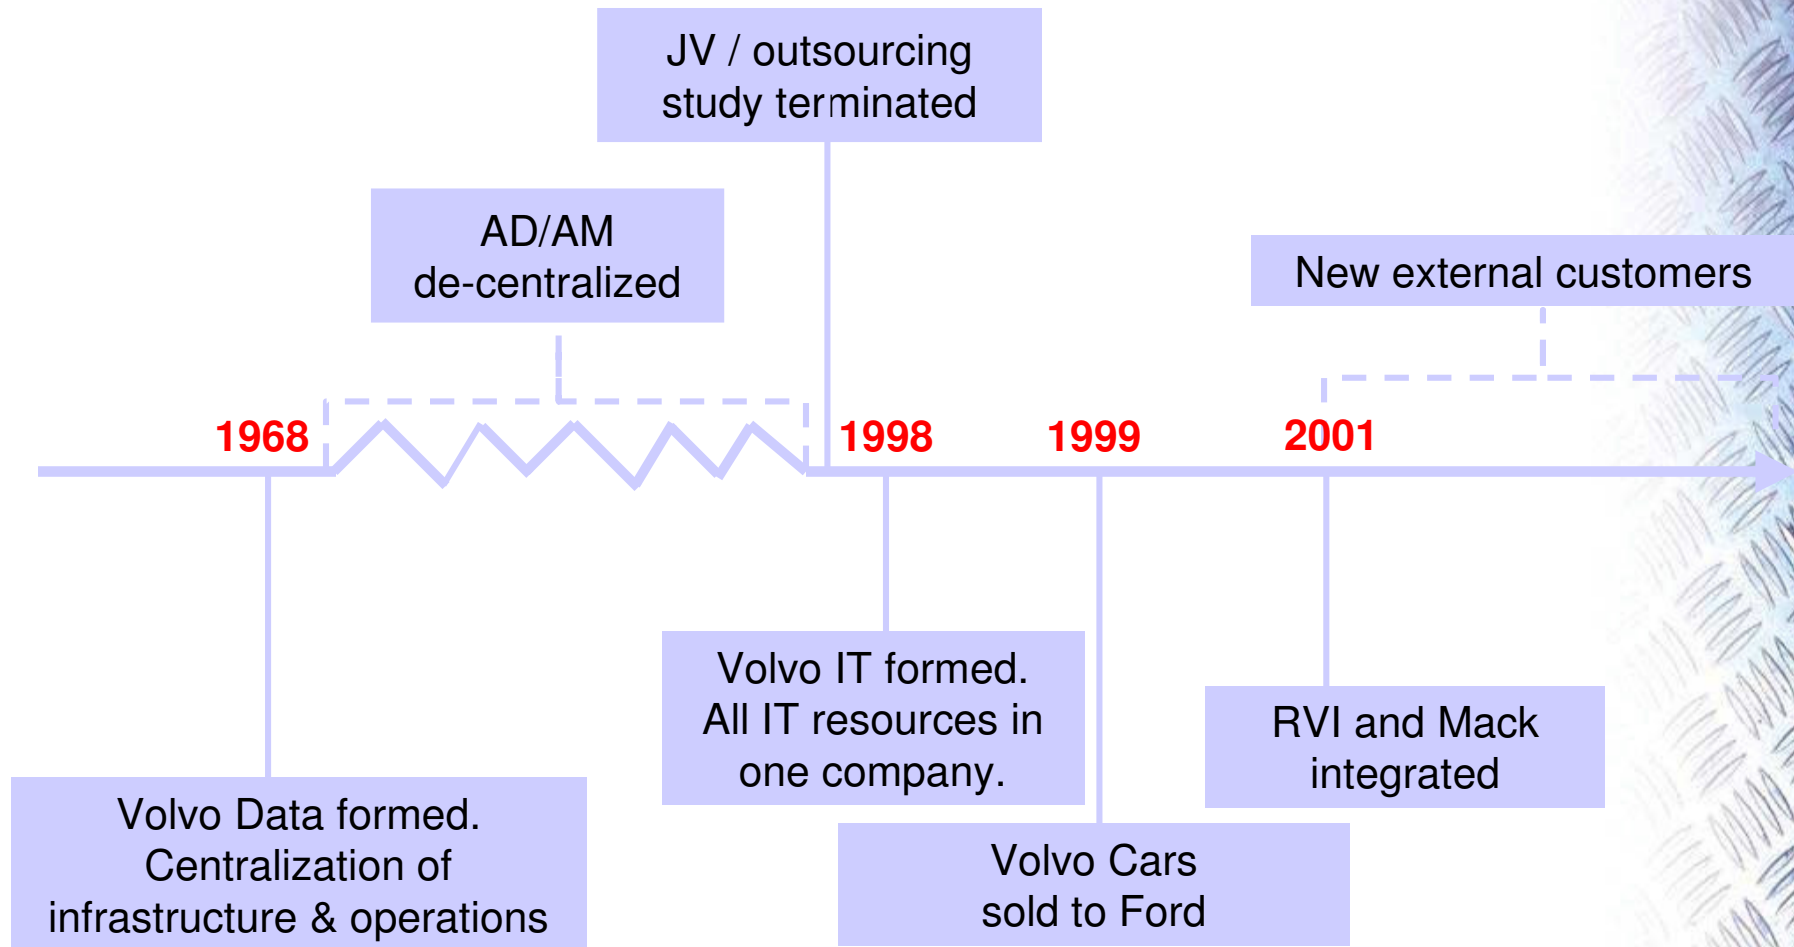 JV / outsourcing
study terminated
AD/AM
de-centralized
New external customers
1968
1998
1999
2001
Volvo IT formed.
All IT resources in
one company.
RVI and Mack
integrated
Volvo Data formed.
Centralization of
infrastructure & operations
Volvo Cars
sold to Ford